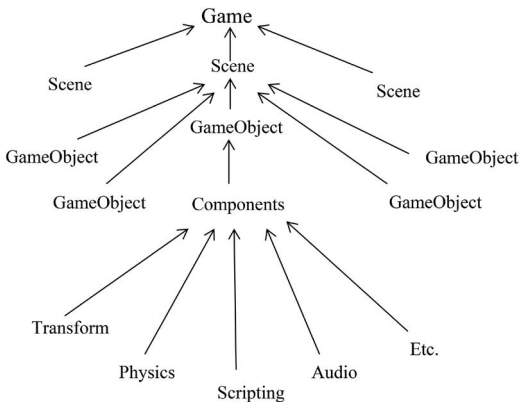 Game
Scene
Scene
Scene
GameObject
GameObject
GameObject
GameObject
Components
GameObject
Transform
Physics
Scripting
Audio
Etc.